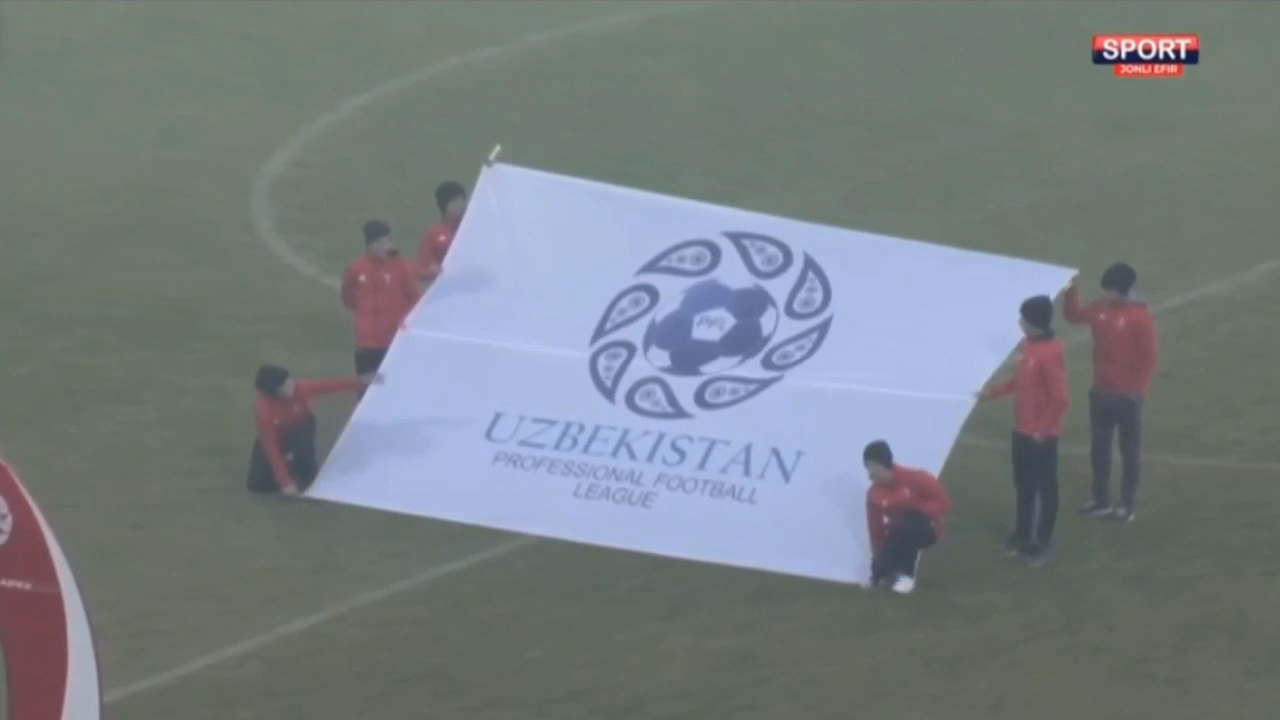 SPORT
JONLI EFIR
PFL
UZBEKISTAN
PROFESSIONAL FOOTBALL
LEAGUE